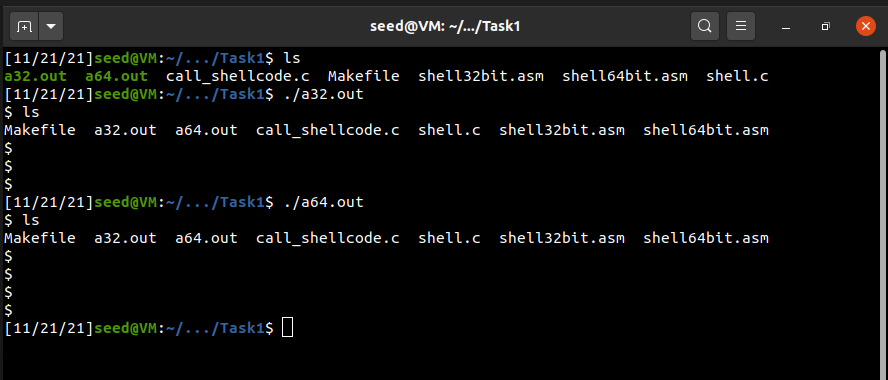 seed@VM: ~/.../Task1
[11/21/21]seed@VM:~/.../Task1$ ls
a32.out  a64.out  call_shellcode.c  Makefile  shell32bit.asm  shell64bit.asm  shell.c
[11/21/21]seed@VM:~/.../Task1$ ./a32.out
$ ls
Makefile  a32.out  a64.out  call_shellcode.c  shell.c  shell32bit.asm  shell64bit.asm
$
$
$
[11/21/21]seed@VM:~/.../Task1$ ./a64.out
$ ls
Makefile  a32.out  a64.out  call_shellcode.c  shell.c  shell32bit.asm  shell64bit.asm
$
$
$
$
[11/21/21]seed@VM:~/.../Task1$